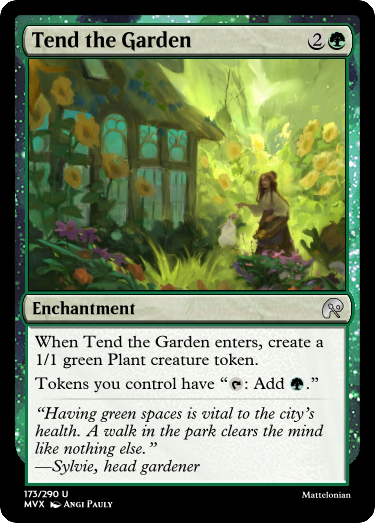 Tend the Garden 2
Enchantment
When Tend the Garden enters, create a
1/1 green Plant creature token.
Tokens you control have “: Add .”
“Having green spaces is vital to the city’s
health. A walk in the park clears the mind
like nothing else.”
—Sylvie, head gardener
173/290 U
MVX Angi Pauly
Mattelonian